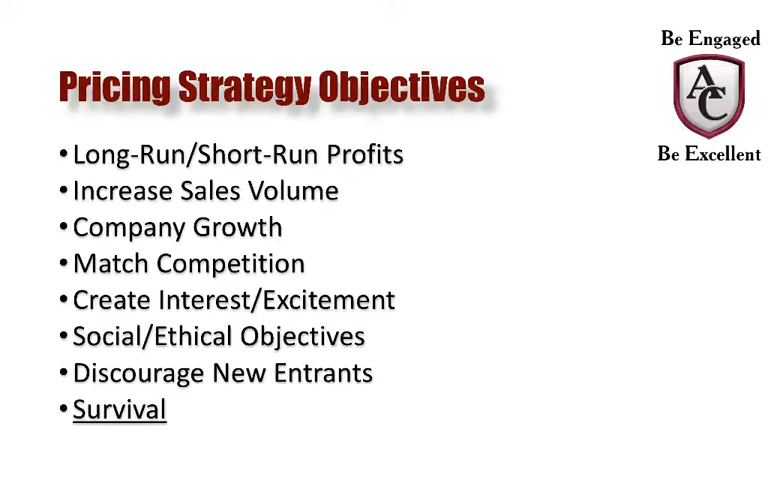 Be Engaged
AC
Be Excellent
Pricing Strategy Objectives
• Long-Run/Short-Run Profits
• Increase Sales Volume
• Company Growth
• Match Competition
• Create Interest/Excitement
• Social/Ethical Objectives
• Discourage New Entrants
• Survival